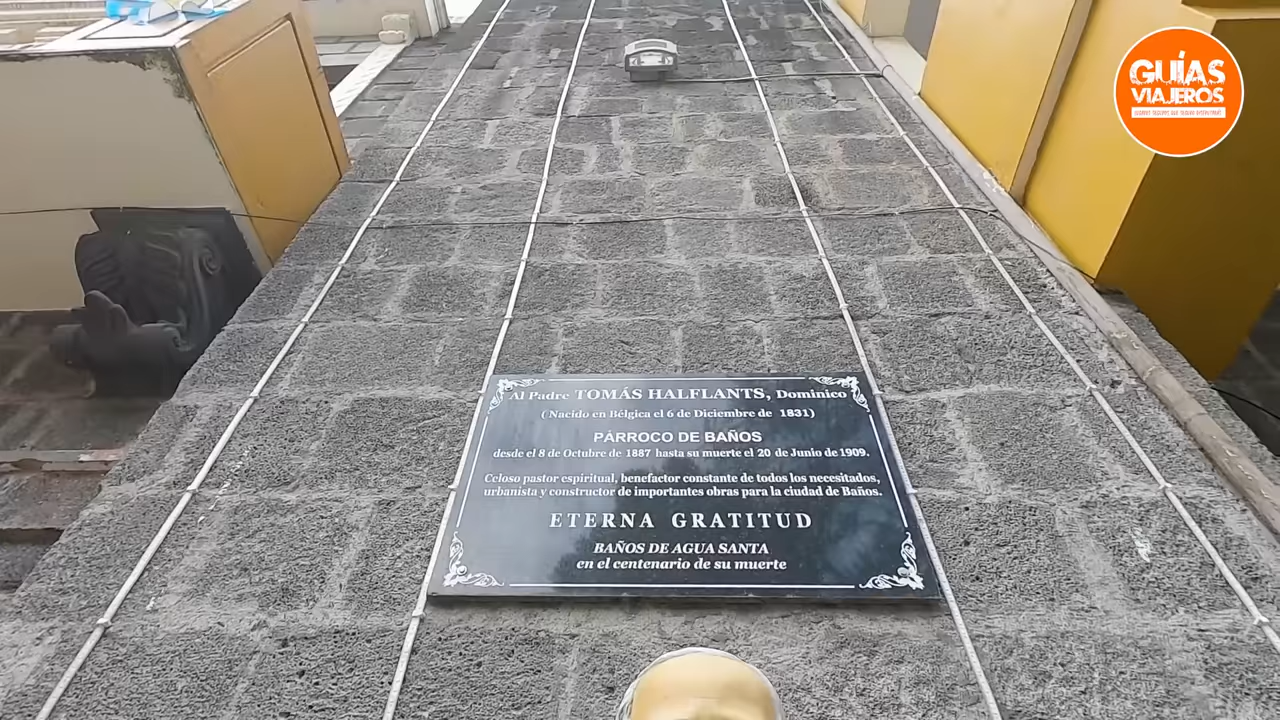 GUÍAS
VIAJEROS
Al Padre TOMÁS HALFLANTS, Dominico
(Nacido en Bélgica el 6 de Diciembre de 1831)
PÁRROCO DE BAÑOS
desde el 8 de Octubre de 1887 hasta su muerte el 20 de Junio de 1909.
Celoso pastor espiritual, benefactor constante de todos los necesitados,
urbanista y constructor de importantes obras para la ciudad de Baños.
ETERNA GRATITUD
BAÑOS DE AGUA SANTA
en el centenario de su muerte